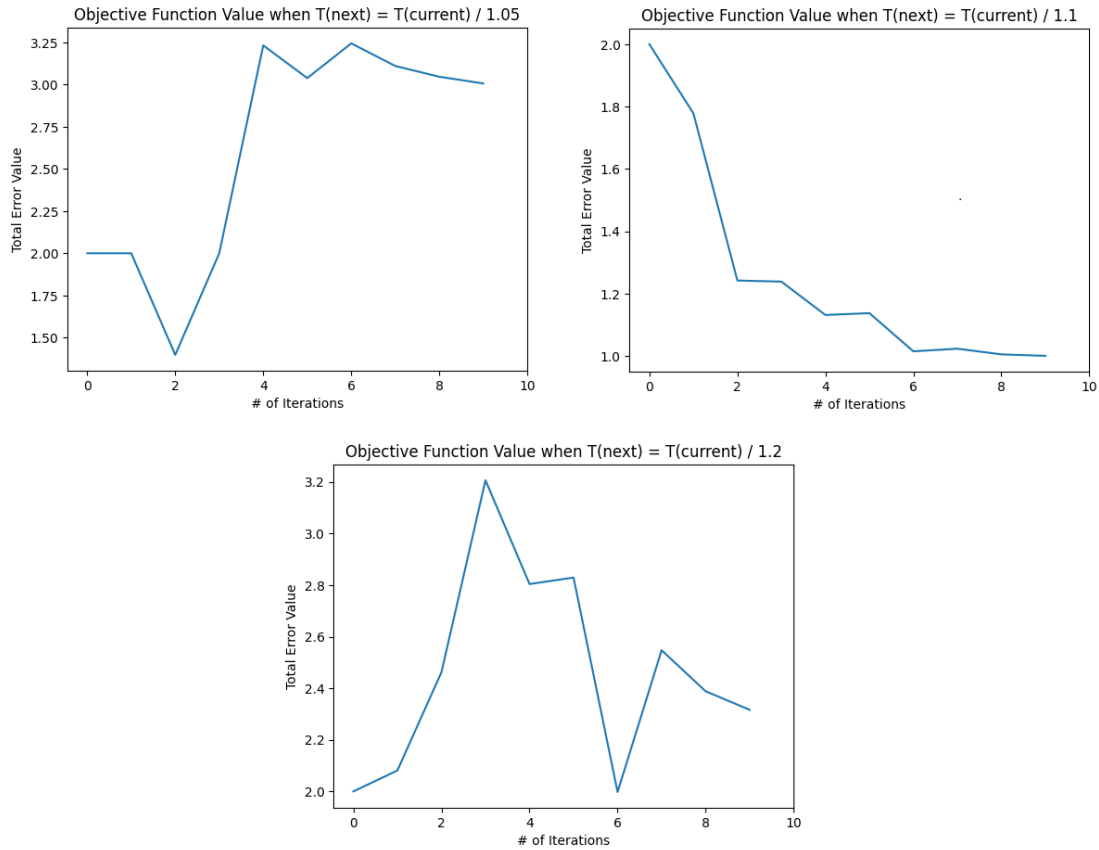 Objective Function Value when T(next) = T(current) / 1.05
3.25
3.00
2.75
2.50
2.25
2.00
1.75
1.50
Total Error Value
0 2 4 6 8 10
# of Iterations
Objective Function Value when T(next) = T(current) / 1.1
2.0
1.8
1.6
1.4
1.2
1.0
Total Error Value
0 2 4 6 8 10
# of Iterations
Objective Function Value when T(next) = T(current) / 1.2
3.2
3.0
2.8
2.6
2.4
2.2
2.0
Total Error Value
0 2 4 6 8 10
# of Iterations